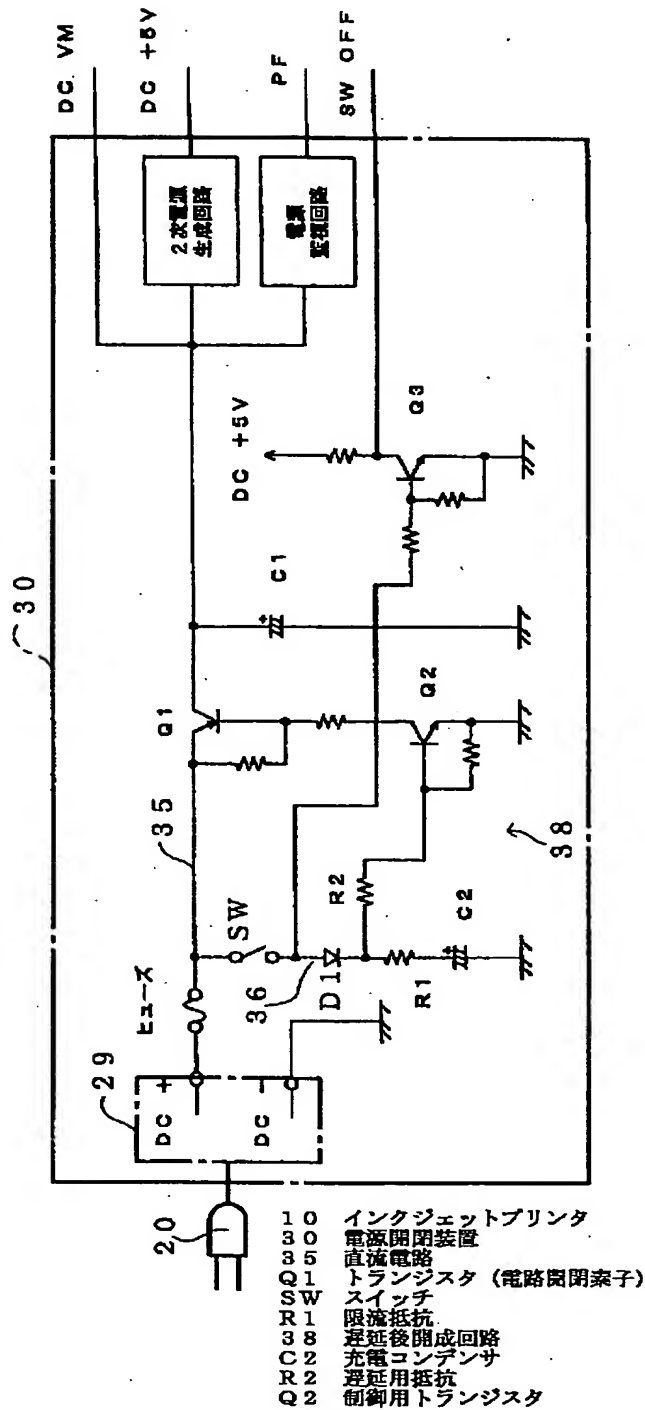 30
DC VM
DC +5V
PF
SW OFF
2次電源
生成回路
電源
監視回路
DC +5V
Q3
C1
Q1
Q2
35
38
SW
R2
C2
36
D1
R1
ヒューズ
29
DC +
DC −
20
10 インクジェットプリンタ
30 電源開閉装置
35 直流電路
Q1 トランジスタ (電路開閉素子)
SW スイッチ
R1 限流抵抗
38 遅延後開成回路
C2 充電コンデンサ
R2 遅延用抵抗
Q2 制御用トランジスタ